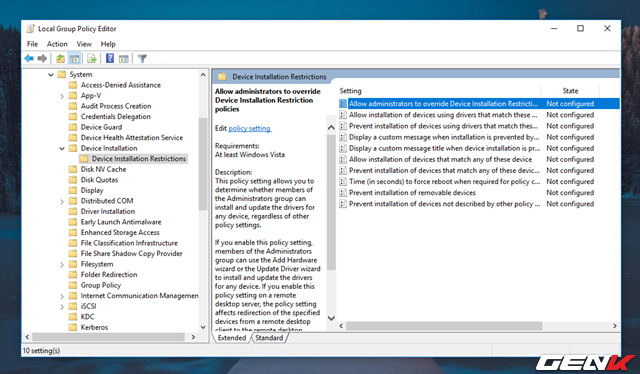 Local Group Policy Editor
File Action View Help
System
Access-Denied Assistance
App-V
Audit Process Creation
Credentials Delegation
Device Guard
Device Health Attestation Service
Device Installation
Device Installation Restrictions
Disk NV Cache
Disk Quotas
Display
Distributed COM
Driver Installation
Early Launch Antimalware
Enhanced Storage Access
File Classification Infrastructure
File Share Shadow Copy Provider
Filesystem
Folder Redirection
Group Policy
Internet Communication Managemen
iSCSI
KDC
Kerberos
Device Installation Restrictions
Allow administrators to override
Device Installation Restriction
policies
Edit policy setting.
Requirements:
At least Windows Vista
Description:
This policy setting allows you to
determine whether members of
the Administrators group can
install and update the drivers for
any device, regardless of other
policy settings.
If you enable this policy setting,
members of the Administrators
group can use the Add Hardware
wizard or the Update Driver wizard
to install and update the drivers
for any device. If you enable this
policy setting on a remote
desktop server, the policy setting
affects redirection of the
specified devices from a remote
desktop client to the remote desktop
Setting State
Allow administrators to override Device Installation Restricti... Not configured
Allow installation of devices using drivers that match these ... Not configured
Prevent installation of devices using drivers that match thes... Not configured
Display a custom message when installation is prevented by... Not configured
Display a custom message title when device installation is pr... Not configured
Allow installation of devices that match any of these device ... Not configured
Prevent installation of devices that match any of these devic... Not configured
Time (in seconds) to force reboot when required for policy c... Not configured
Prevent installation of removable devices Not configured
Prevent installation of devices not described by other policy ... Not configured
Extended Standard
10 setting(s)
GENK